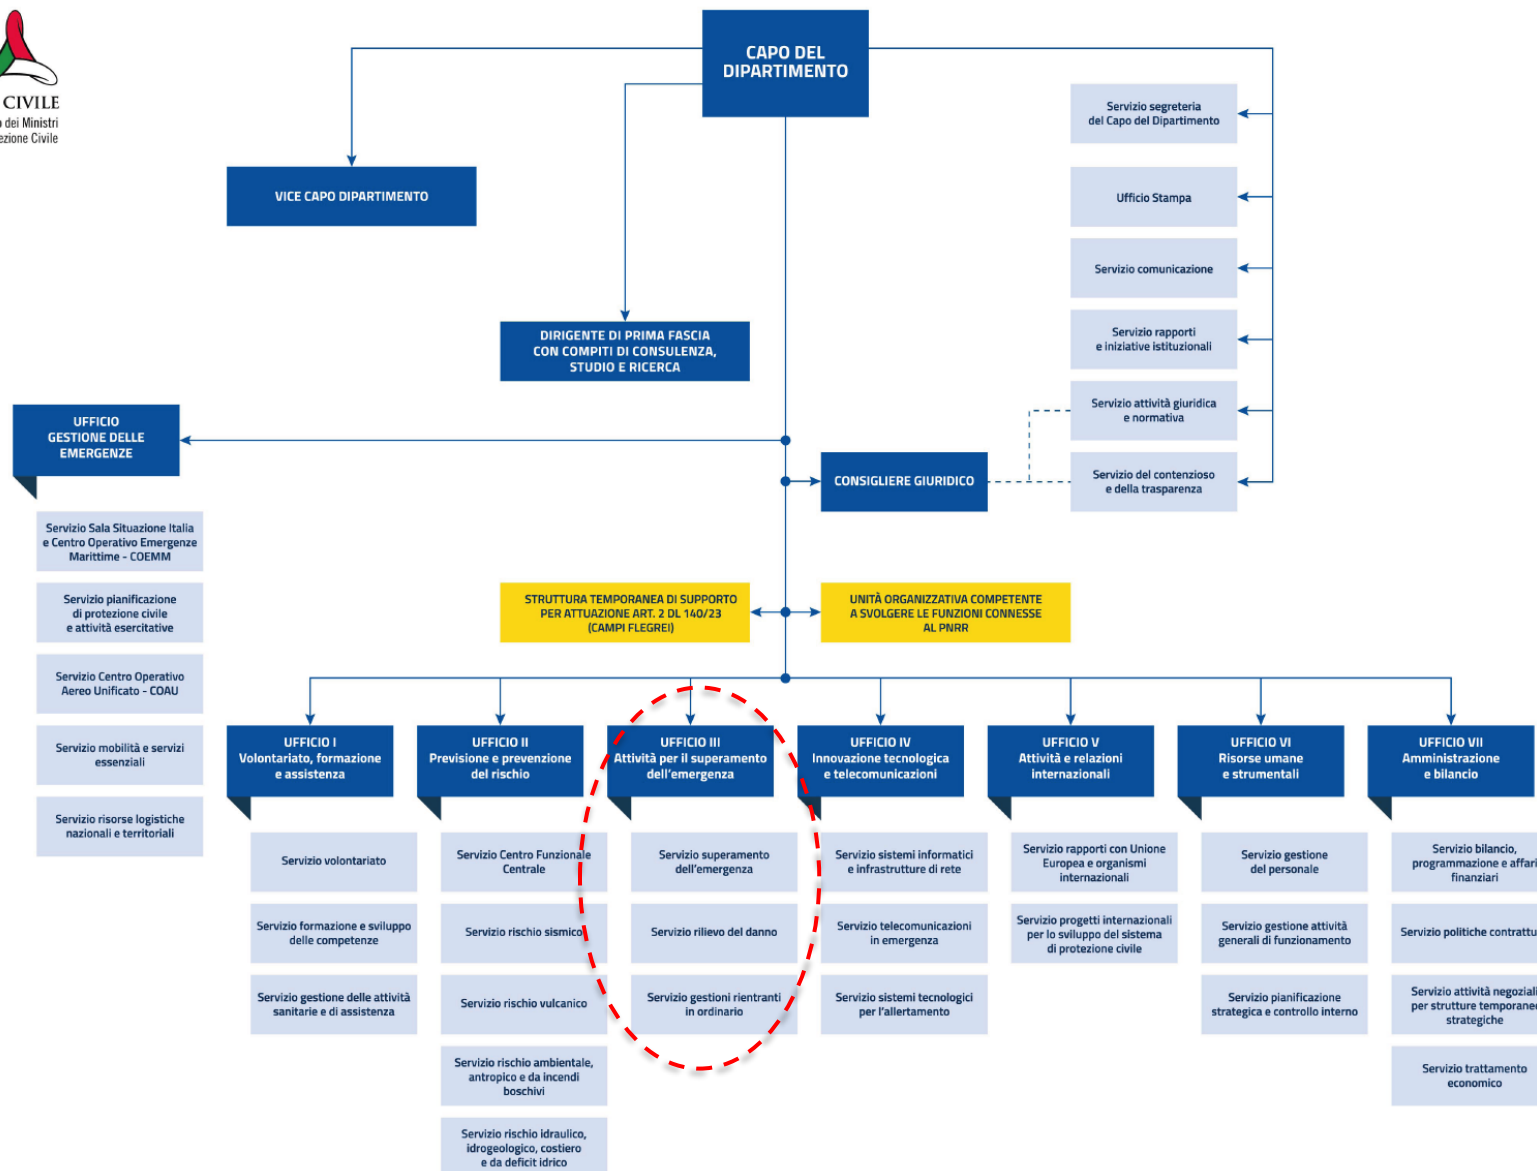 CIVILE
dei Ministri
Civile
CAPO DEL
DIPARTIMENTO
Servizio segreteria
del Capo del Dipartimento
VICE CAPO DIPARTIMENTO
Ufficio Stampa
Servizio comunicazione
DIRIGENTE DI PRIMA FASCIA
CON COMPITI DI CONSULENZA,
STUDIO E RICERCA
Servizio rapporti
e iniziative istituzionali
Servizio attività giuridica
e normativa
UFFICIO
GESTIONE DELLE
EMERGENZE
CONSIGLIERE GIURIDICO
Servizio del contenzioso
e della trasparenza
Servizio Sala Situazione Italia
e Centro Operativo Emergenze
Marittime - COEMM
Servizio pianificazione
di protezione civile
e attività esercitative
Servizio Centro Operativo
Aereo Unificato - COAU
Servizio mobilità e servizi
essenziali
Servizio risorse logistiche
nazionali e territoriali
STRUTTURA TEMPORANEA DI SUPPORTO
PER ATTUAZIONE ART. 2 DL 140/23
(CAMPI FLEGREI)
UNITÀ ORGANIZZATIVA COMPETENTE
A SVOLGERE LE FUNZIONI CONNESSE
AL PNRR
UFFICIO I
Volontariato, formazione
e assistenza
Servizio volontariato
Servizio formazione e sviluppo
delle competenze
Servizio gestione delle attività
sanitarie e di assistenza
UFFICIO II
Previsione e prevenzione
del rischio
Servizio Centro Funzionale
Centrale
Servizio rischio sismico
Servizio rischio vulcanico
Servizio rischio ambientale,
antropico e da incendi
boschivi
Servizio rischio idraulico,
idrogeologico, costiero
e da deficit idrico
UFFICIO III
Attività per il superamento
dell'emergenza
Servizio superamento
dell'emergenza
Servizio rilievo del danno
Servizio gestioni rientranti
in ordinario
UFFICIO IV
Innovazione tecnologica
e telecomunicazioni
Servizio sistemi informatici
e infrastrutture di rete
Servizio telecomunicazioni
in emergenza
Servizio sistemi tecnologici
per l'allertamento
UFFICIO V
Attività e relazioni
internazionali
Servizio rapporti con Unione
Europea e organismi
internazionali
Servizio progetti internazionali
per lo sviluppo del sistema
di protezione civile
UFFICIO VI
Risorse umane
e strumentali
Servizio gestione
del personale
Servizio gestione attività
generali di funzionamento
Servizio pianificazione
strategica e controllo interno
UFFICIO VII
Amministrazione
e bilancio
Servizio bilancio,
programmazione e affari
finanziari
Servizio politiche
Servizio attività negoziali
per strutture
strategiche
Servizio trattamento
economico